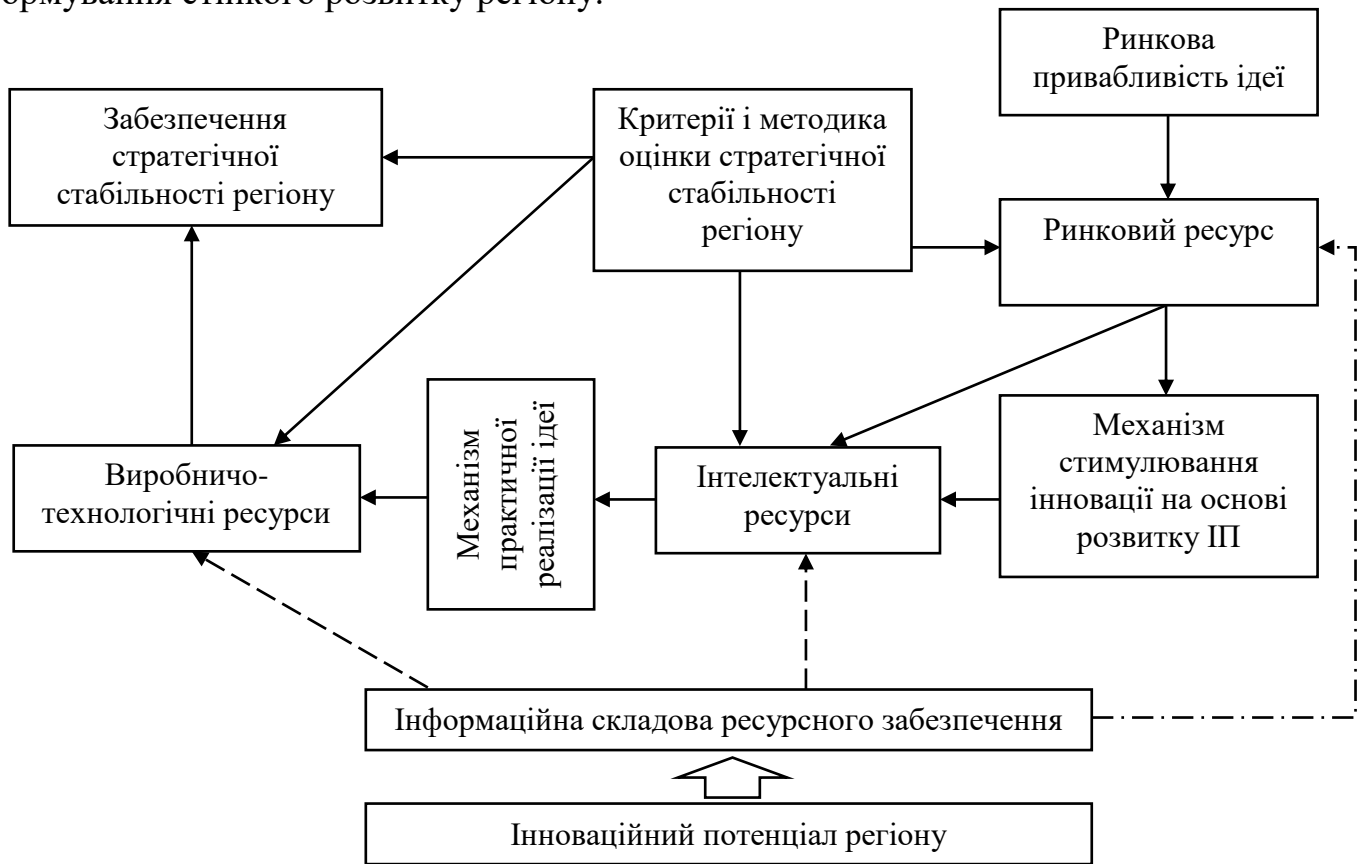 ормування стійкого розвитку регіону.
Ринкова
привабливість ідеї
Забезпечення
стратегічної
стабільності регіону
Критерії і методика
оцінки стратегічної
стабільності
регіону
Ринковий ресурс
Виробничо-
технологічні ресурси
Механізм
практичної
реалізації ідеї
Інтелектуальні
ресурси
Механізм
стимулювання
інновації на основі
розвитку ІП
Інформаційна складова ресурсного забезпечення
Інноваційний потенціал регіону